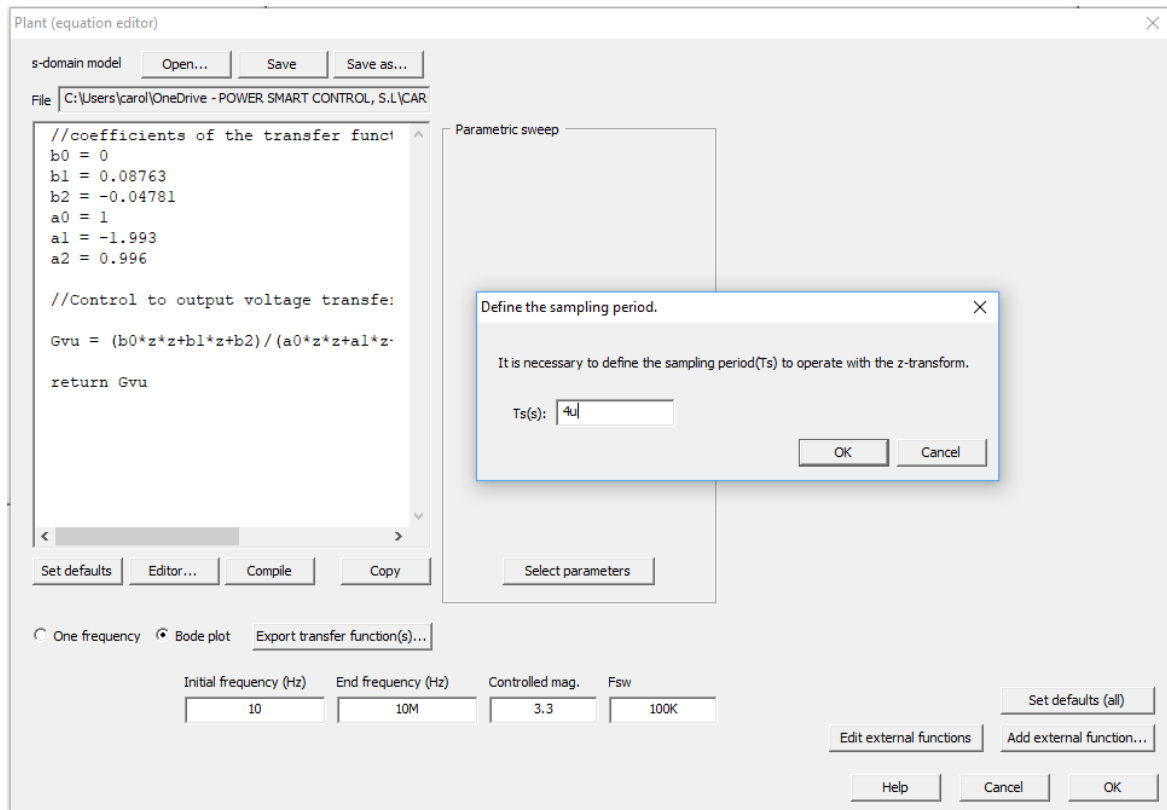 Plant (equation editor)
s-domain model Open... Save Save as...
File C:\Users\carol\OneDrive - POWER SMART CONTROL, S.L\CAR
//coefficients of the transfer funct
b0 = 0
b1 = 0.08763
b2 = -0.04781
a0 = 1
a1 = -1.993
a2 = 0.996
//Control to output voltage transfer
Gvu = (b0*z*z+b1*z+b2)/(a0*z*z+a1*z-
return Gvu
Parametric sweep
Define the sampling period.
It is necessary to define the sampling period(Ts) to operate with the z-transform.
Ts(s): 4u
OK Cancel
Set defaults Editor... Compile Copy
Select parameters
One frequency Bode plot Export transfer function(s)...
Initial frequency (Hz) End frequency (Hz) Controlled mag. Fsw
10 10M 3.3 100K
Set defaults (all)
Edit external functions Add external function...
Help Cancel OK